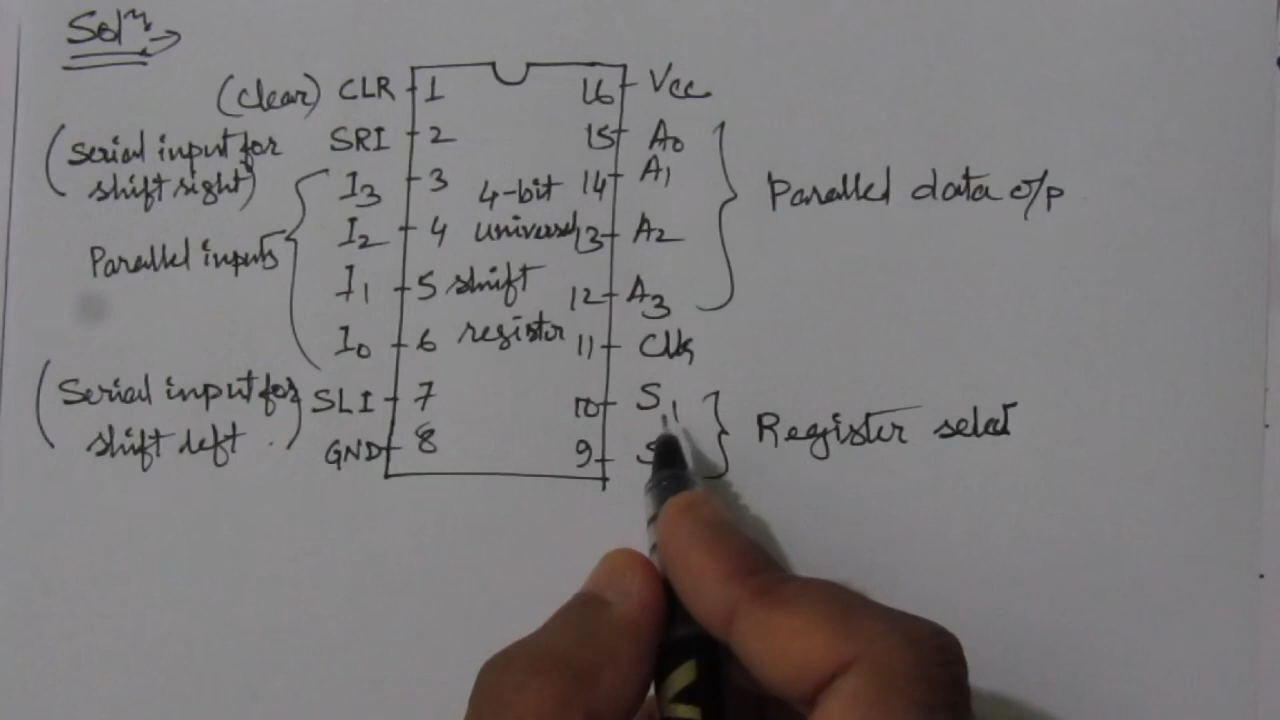 Soln
(Clear) CLR 1 16 Vcc
(Serial input for shift right) SRI 2 15 A0
I3 3 14 A1
Parallel data o/p
I2 4 13 A2
Parallel inputs
I1 5 12 A3
I0 6 11 Clk
4-bit
universal
shift
register
(Serial input for shift left.) SLI 7 10 S1
GND 8 9 S
Register select